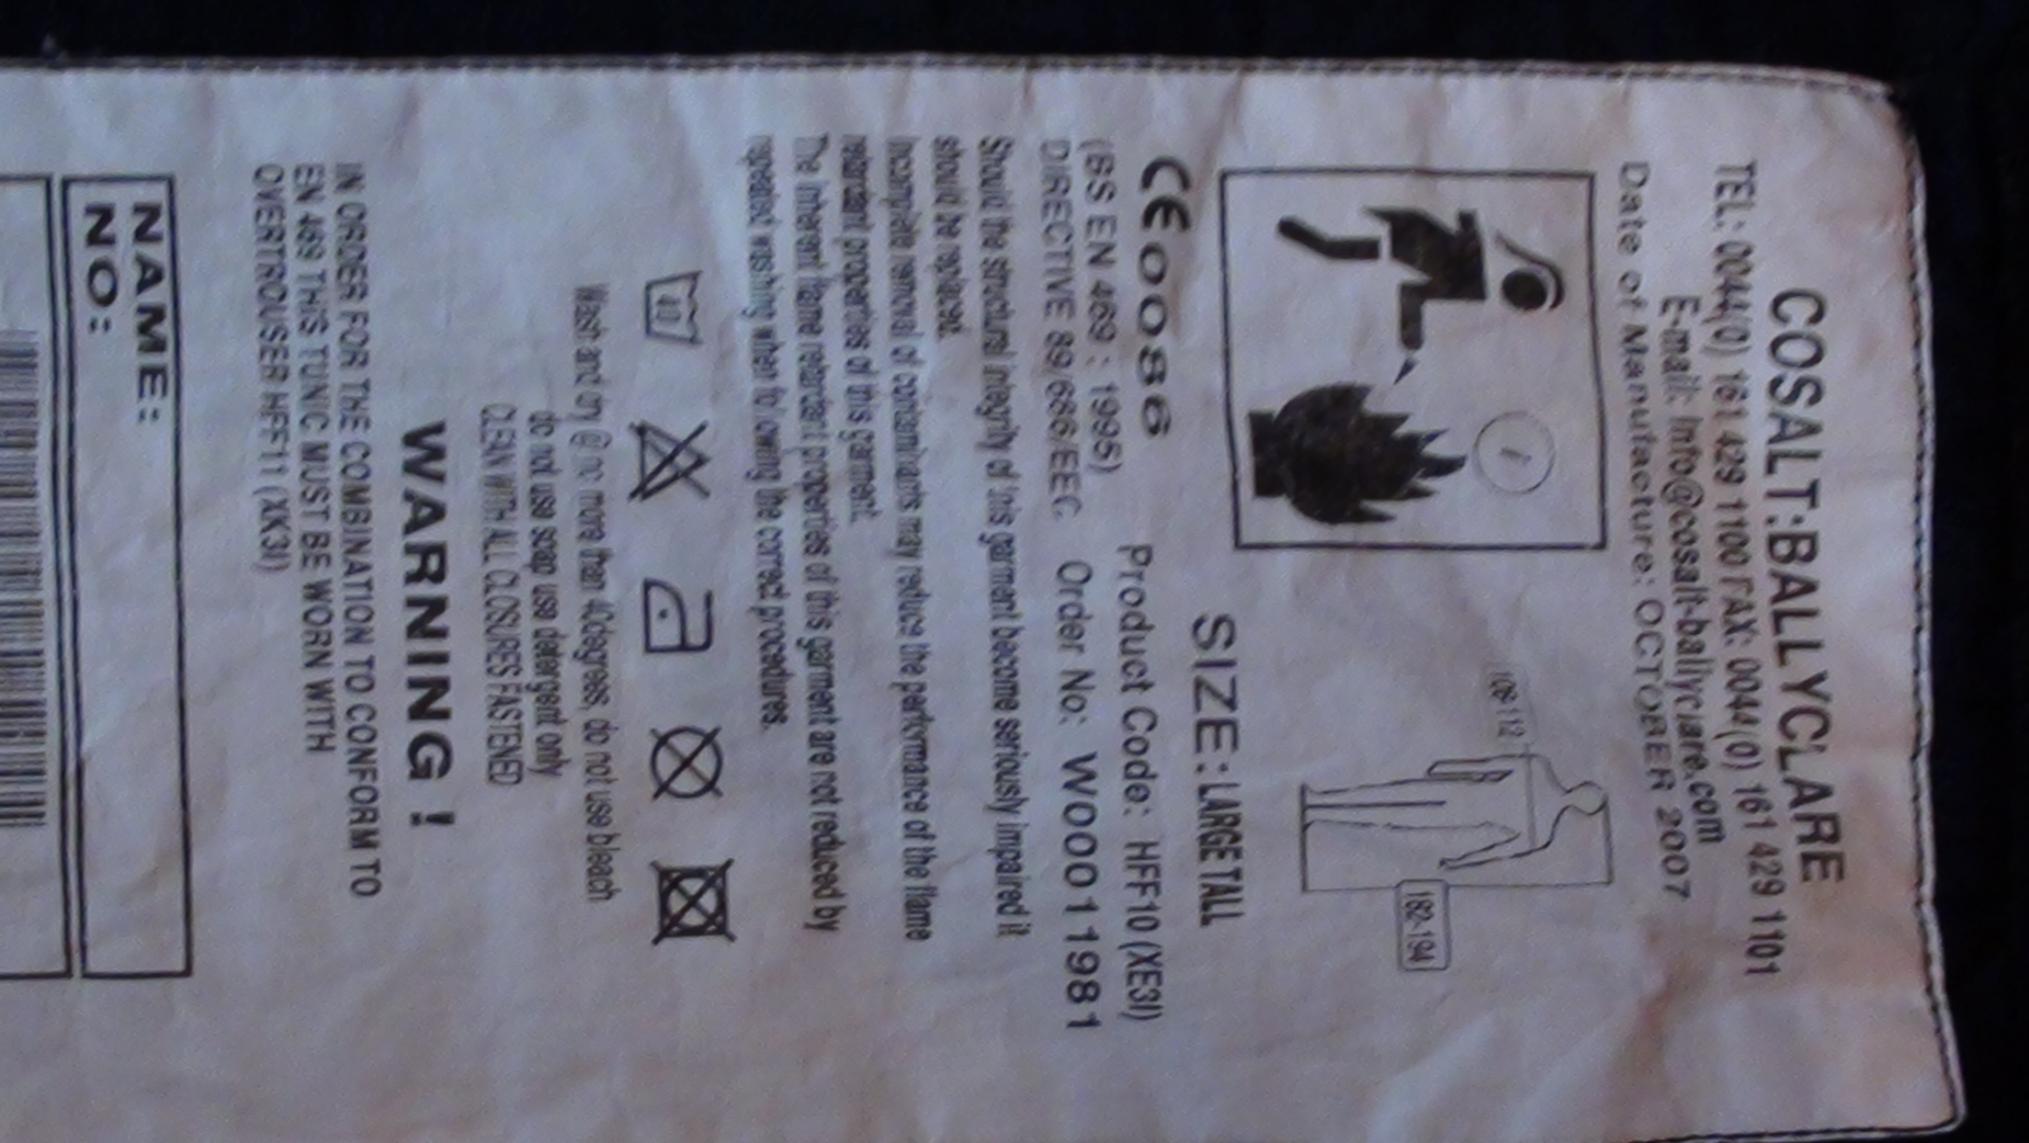 COSALT:BALLYCLARE
TEL: 0044(0) 161 429 1100 FAX: 0044(0) 161 429 1101
E-mail: Info@cosalt-ballyclare.com
Date of Manufacture: OCTOBER 2007
108-112
182-194
SIZE: LARGE TALL
CE 0086
Product Code: HFF10 (XE3I)
(BS EN 469 : 1995)
DIRECTIVE 89/686/EEC. Order No: W00011981
Should the structural integrity of this garment become seriously impaired it
should be replaced.
Incomplete removal of contaminants may reduce the performance of the flame
retardant properties of this garment.
The inherent flame retardant properties of this garment are not reduced by
repeated washing when following the correct procedures.
40
Wash and dry @ no more than 40degrees, do not use bleach
do not use soap use detergent only
CLEAN WITH ALL CLOSURES FASTENED
WARNING !
IN ORDER FOR THE COMBINATION TO CONFORM TO
EN 469 THIS TUNIC MUST BE WORN WITH
OVERTROUSER HFF11 (XK3I)
NAME:
NO: